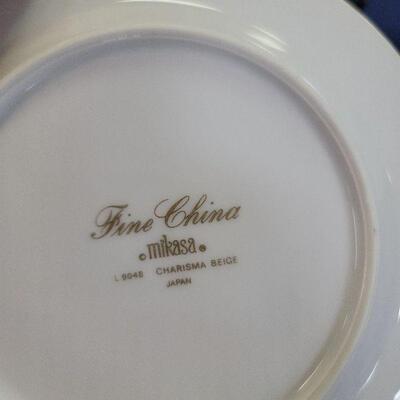 Fine China
© mikasa ®
L 9048 CHARISMA BEIGE
JAPAN